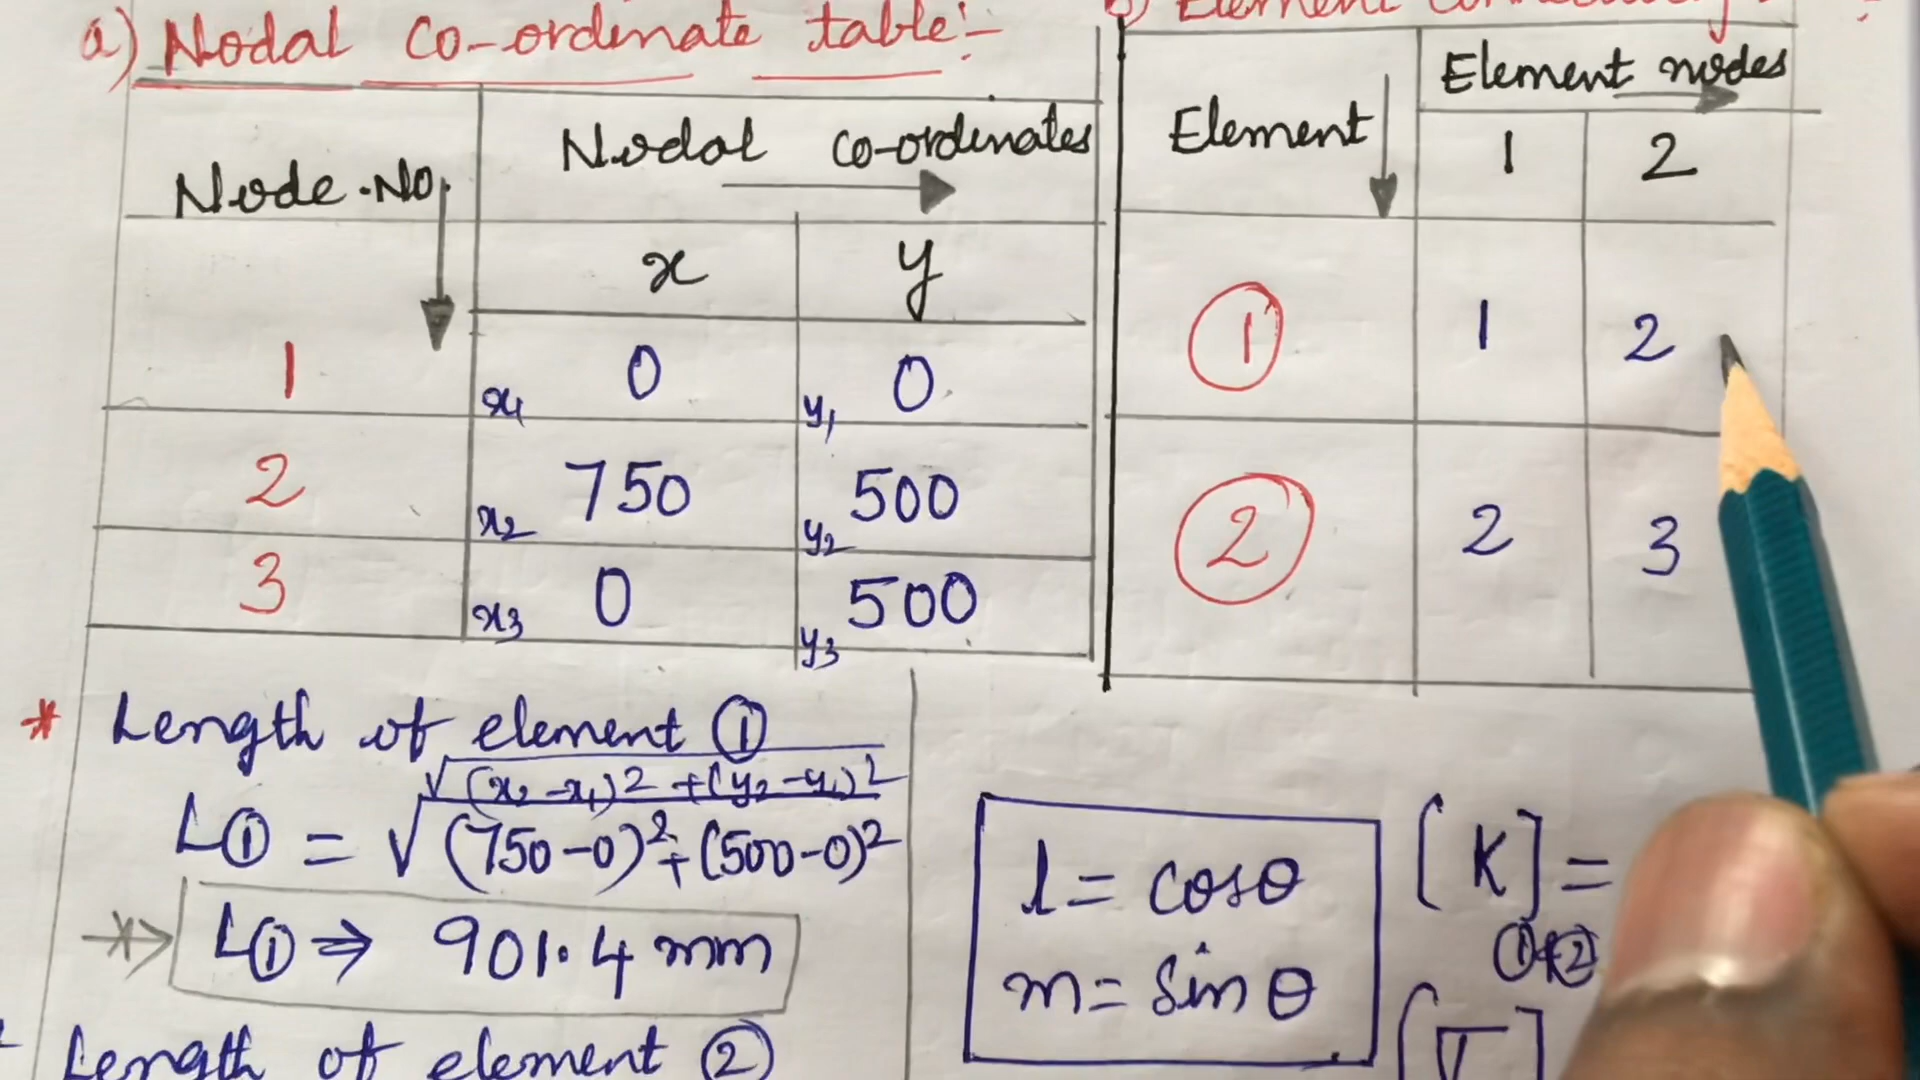 a) Nodal co-ordinate table:-
Node.No.
Nodal co-ordinates
x y
1 x1 0 y1 0
2 x2 750 y2 500
3 x3 0 y3 500
Element
Element nodes
1 2
1 1 2
2 2 3
* Length of element ①
√(x2-x1)2+(y2-y1)2
L① = √(750-0)2+(500-0)2
L① ⇒ 901.4 mm
Length of element ②
l = cosθ
m = sinθ
[K] =